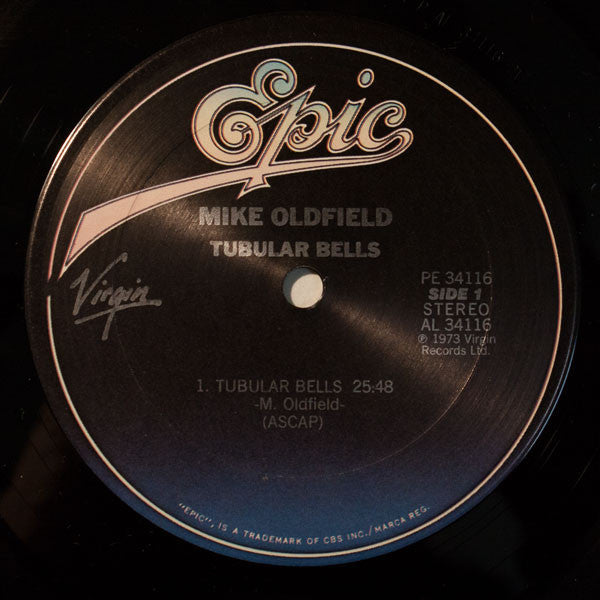 Epic
MIKE OLDFIELD
TUBULAR BELLS
Virgin
PE 34116
SIDE 1
STEREO
AL 34116
℗ 1973 Virgin
Records Ltd.
1. TUBULAR BELLS 25:48
-M. Oldfield-
(ASCAP)
"EPIC", IS A TRADEMARK OF CBS INC./MARCA REG.